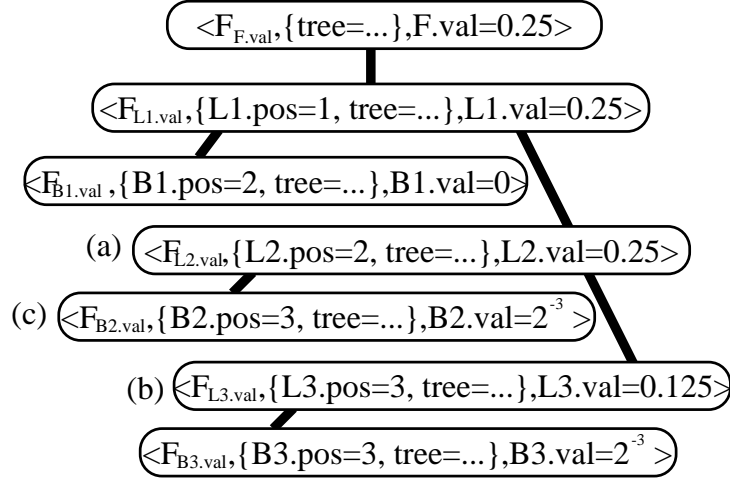 <F_F.val,{tree=...},F.val=0.25>
<F_L1.val,{L1.pos=1, tree=...},L1.val=0.25>
<F_B1.val ,{B1.pos=2, tree=...},B1.val=0>
(a) <F_L2.val,{L2.pos=2, tree=...},L2.val=0.25>
(c) <F_B2.val,{B2.pos=3, tree=...},B2.val=2^-3 >
(b) <F_L3.val,{L3.pos=3, tree=...},L3.val=0.125>
<F_B3.val,{B3.pos=3, tree=...},B3.val=2^-3 >